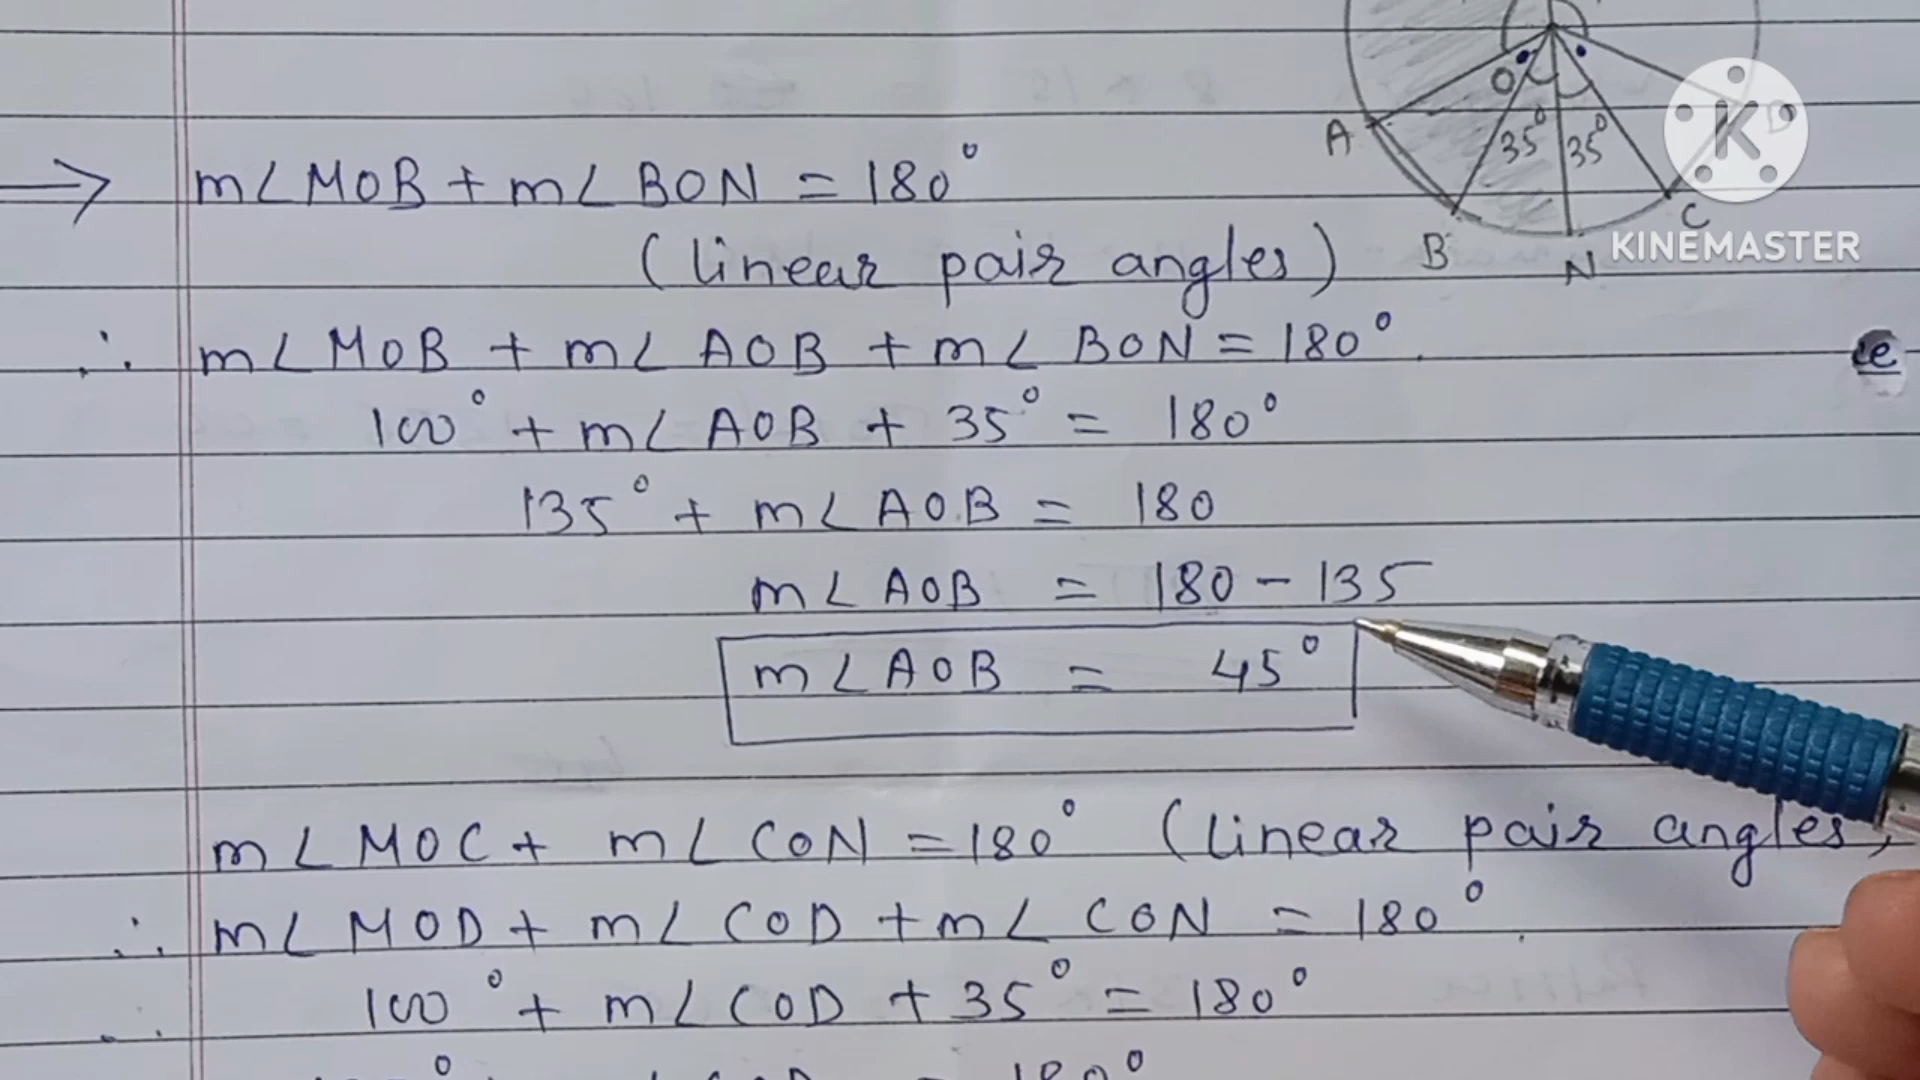 A
O
35°
35°
B
N
C
D
K
KINEMASTER
⇒ m∠MOB + m∠BON = 180°
(linear pair angles)
∴ m∠MOB + m∠AOB + m∠BON = 180°.
100° + m∠AOB + 35° = 180°
135° + m∠AOB = 180
m∠AOB = 180 - 135
m∠AOB = 45°
m∠MOC + m∠CON = 180° (linear pair angles,
∴ m∠MOD + m∠COD + m∠CON = 180°.
∴ 100° + m∠COD + 35° = 180°
∠COD = 180°